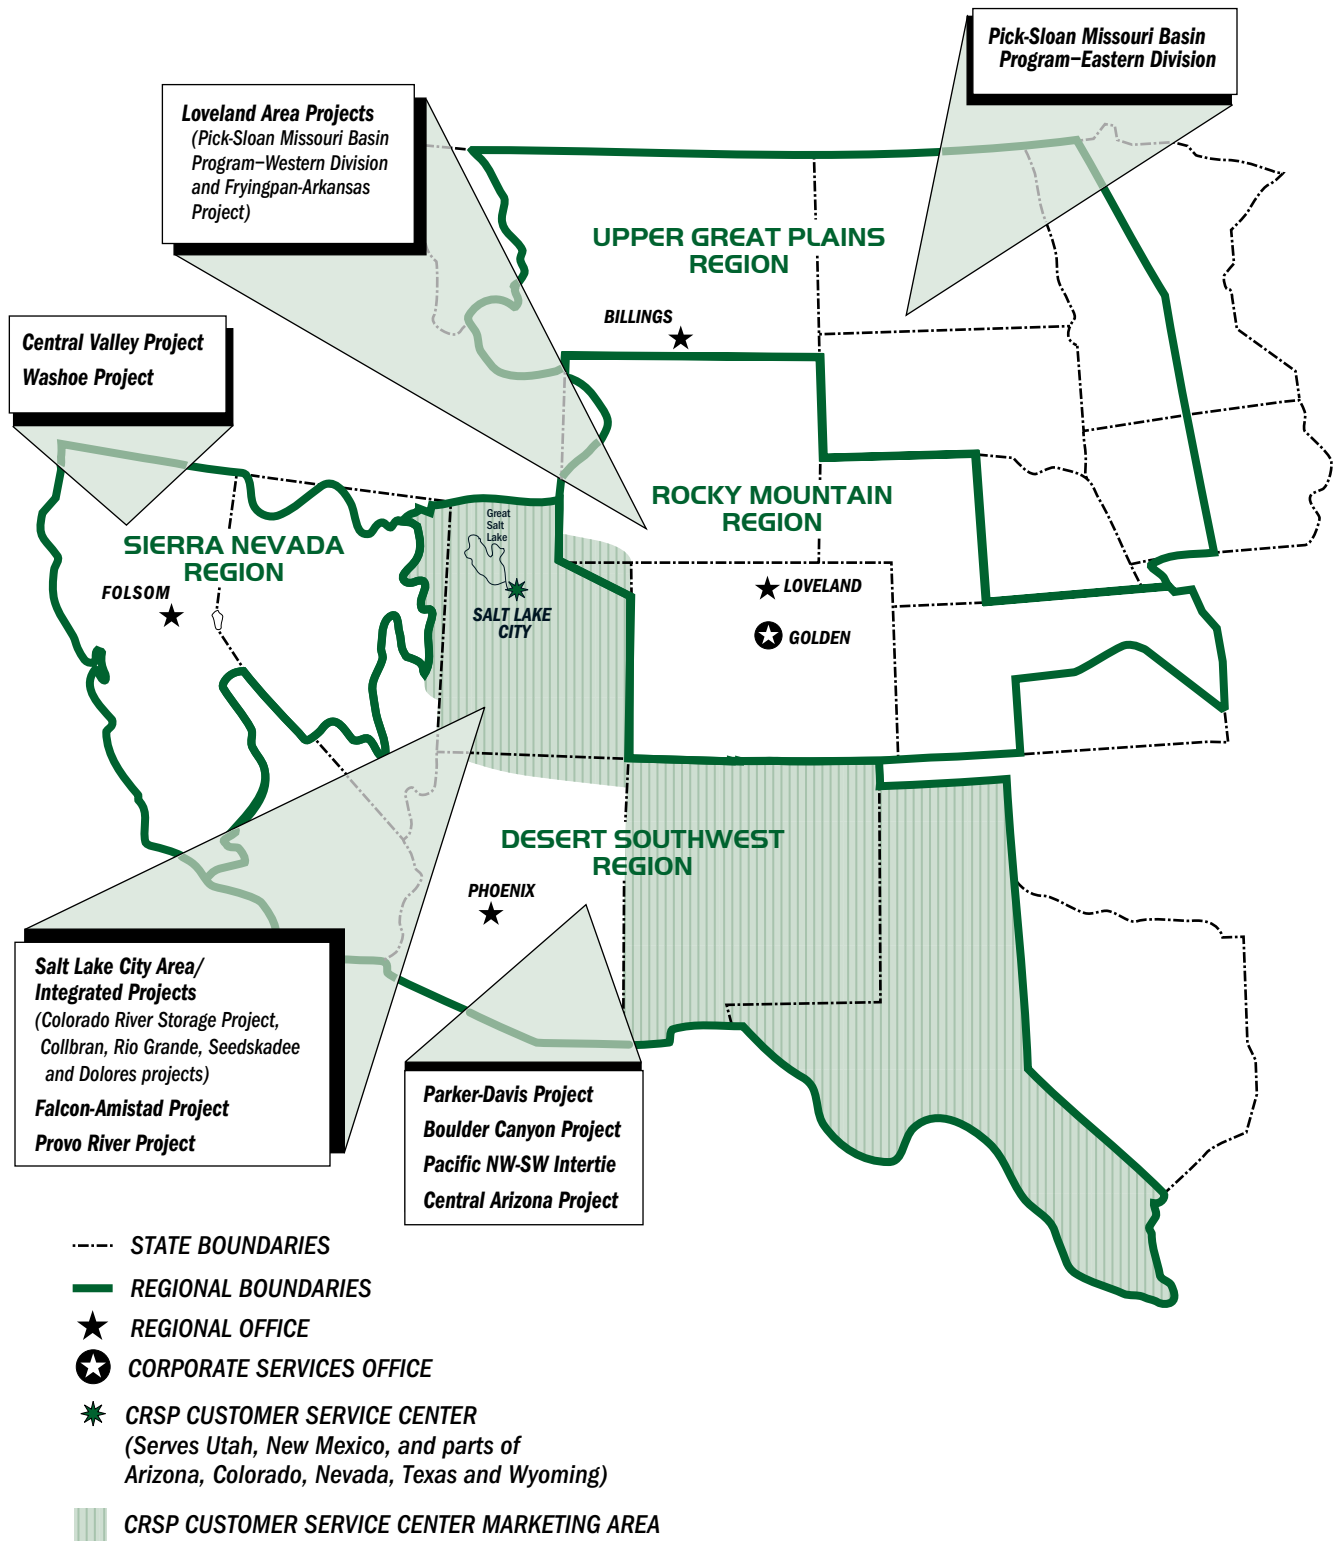 Pick-Sloan Missouri Basin
Program–Eastern Division
Loveland Area Projects
(Pick-Sloan Missouri Basin
Program–Western Division
and Fryingpan-Arkansas
Project)
UPPER GREAT PLAINS
REGION
BILLINGS
Central Valley Project
Washoe Project
ROCKY MOUNTAIN
REGION
Great
Salt
Lake
SIERRA NEVADA
REGION
FOLSOM
LOVELAND
SALT LAKE
CITY
GOLDEN
DESERT SOUTHWEST
REGION
PHOENIX
Salt Lake City Area/
Integrated Projects
(Colorado River Storage Project,
Collbran, Rio Grande, Seedskadee
and Dolores projects)
Falcon-Amistad Project
Provo River Project
Parker-Davis Project
Boulder Canyon Project
Pacific NW-SW Intertie
Central Arizona Project
STATE BOUNDARIES
REGIONAL BOUNDARIES
REGIONAL OFFICE
CORPORATE SERVICES OFFICE
CRSP CUSTOMER SERVICE CENTER
(Serves Utah, New Mexico, and parts of
Arizona, Colorado, Nevada, Texas and Wyoming)
CRSP CUSTOMER SERVICE CENTER MARKETING AREA